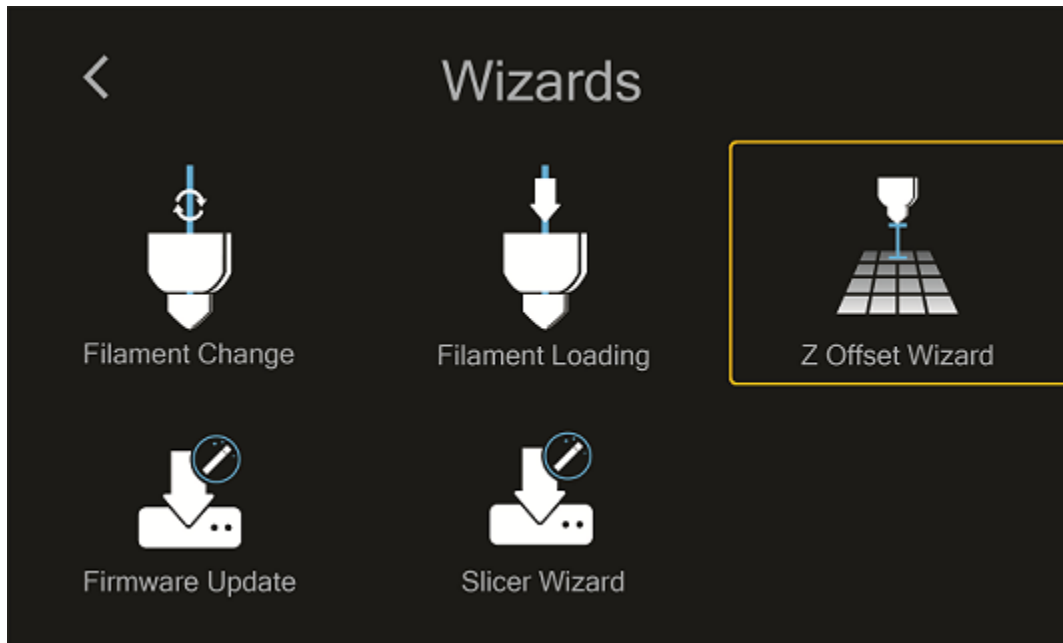 Wizards
Filament Change
Filament Loading
Z Offset Wizard
Firmware Update
Slicer Wizard